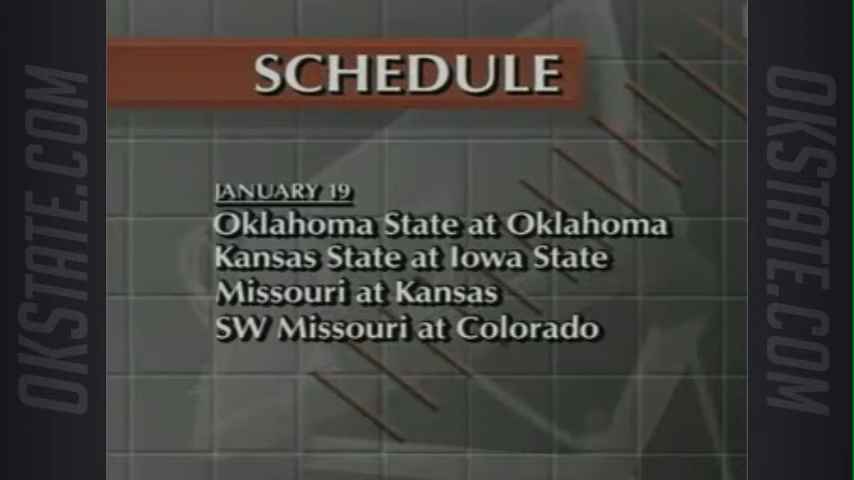 SCHEDULE
JANUARY 19
Oklahoma State at Oklahoma
Kansas State at Iowa State
Missouri at Kansas
SW Missouri at Colorado
OKSTATE.COM
OKSTATE.COM